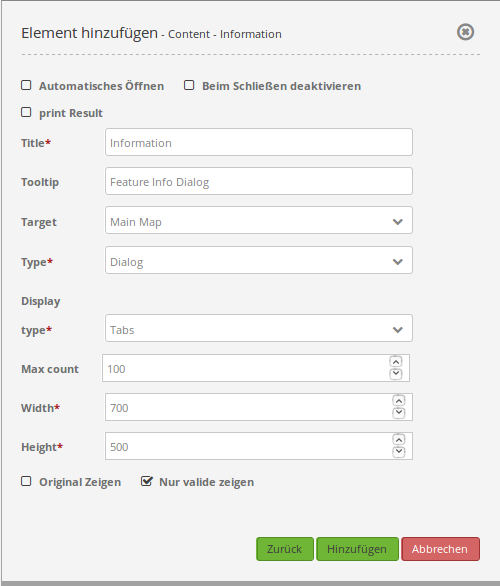 Element hinzufügen - Content - Information
Automatisches Öffnen Beim Schließen deaktivieren
print Result
Title* Information
Tooltip Feature Info Dialog
Target Main Map
Type* Dialog
Display
type* Tabs
Max count 100
Width* 700
Height* 500
Original Zeigen Nur valide zeigen
Zurück Hinzufügen Abbrechen